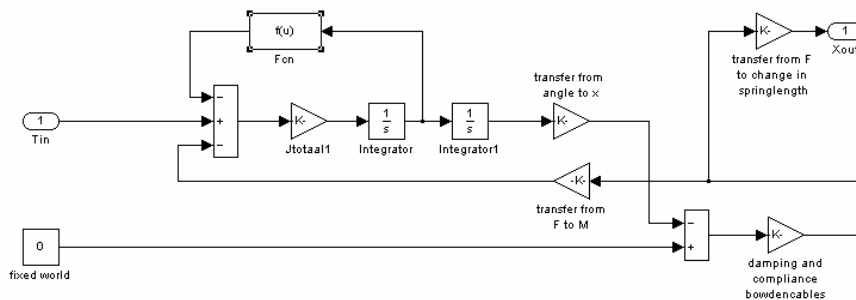 f(u)
Fcn
K-
transfer from F
to change in
springlength
1
Xout
transfer from
angle to x
−
+
−
1
Tin
K-
Jtotaal1
1
s
Integrator
1
s
Integrator1
K-
-K-
transfer from
F to M
0
fixed world
−
+
K-
damping and
compliance
bowdencables